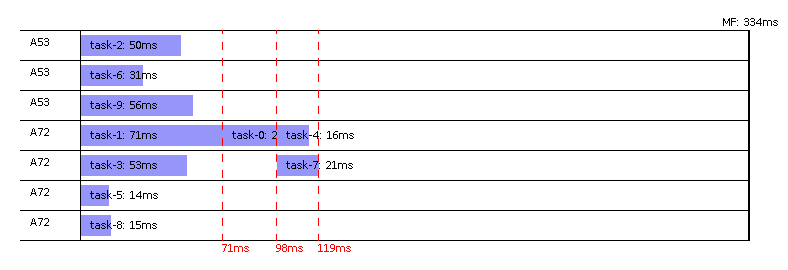 MF: 334ms
A53 task-2: 50ms
A53 task-6: 31ms
A53 task-9: 56ms
A72 task-1: 71ms task-0: 2 task-4: 16ms
A72 task-3: 53ms task-7: 21ms
A72 task-5: 14ms
A72 task-8: 15ms
71ms 98ms 119ms